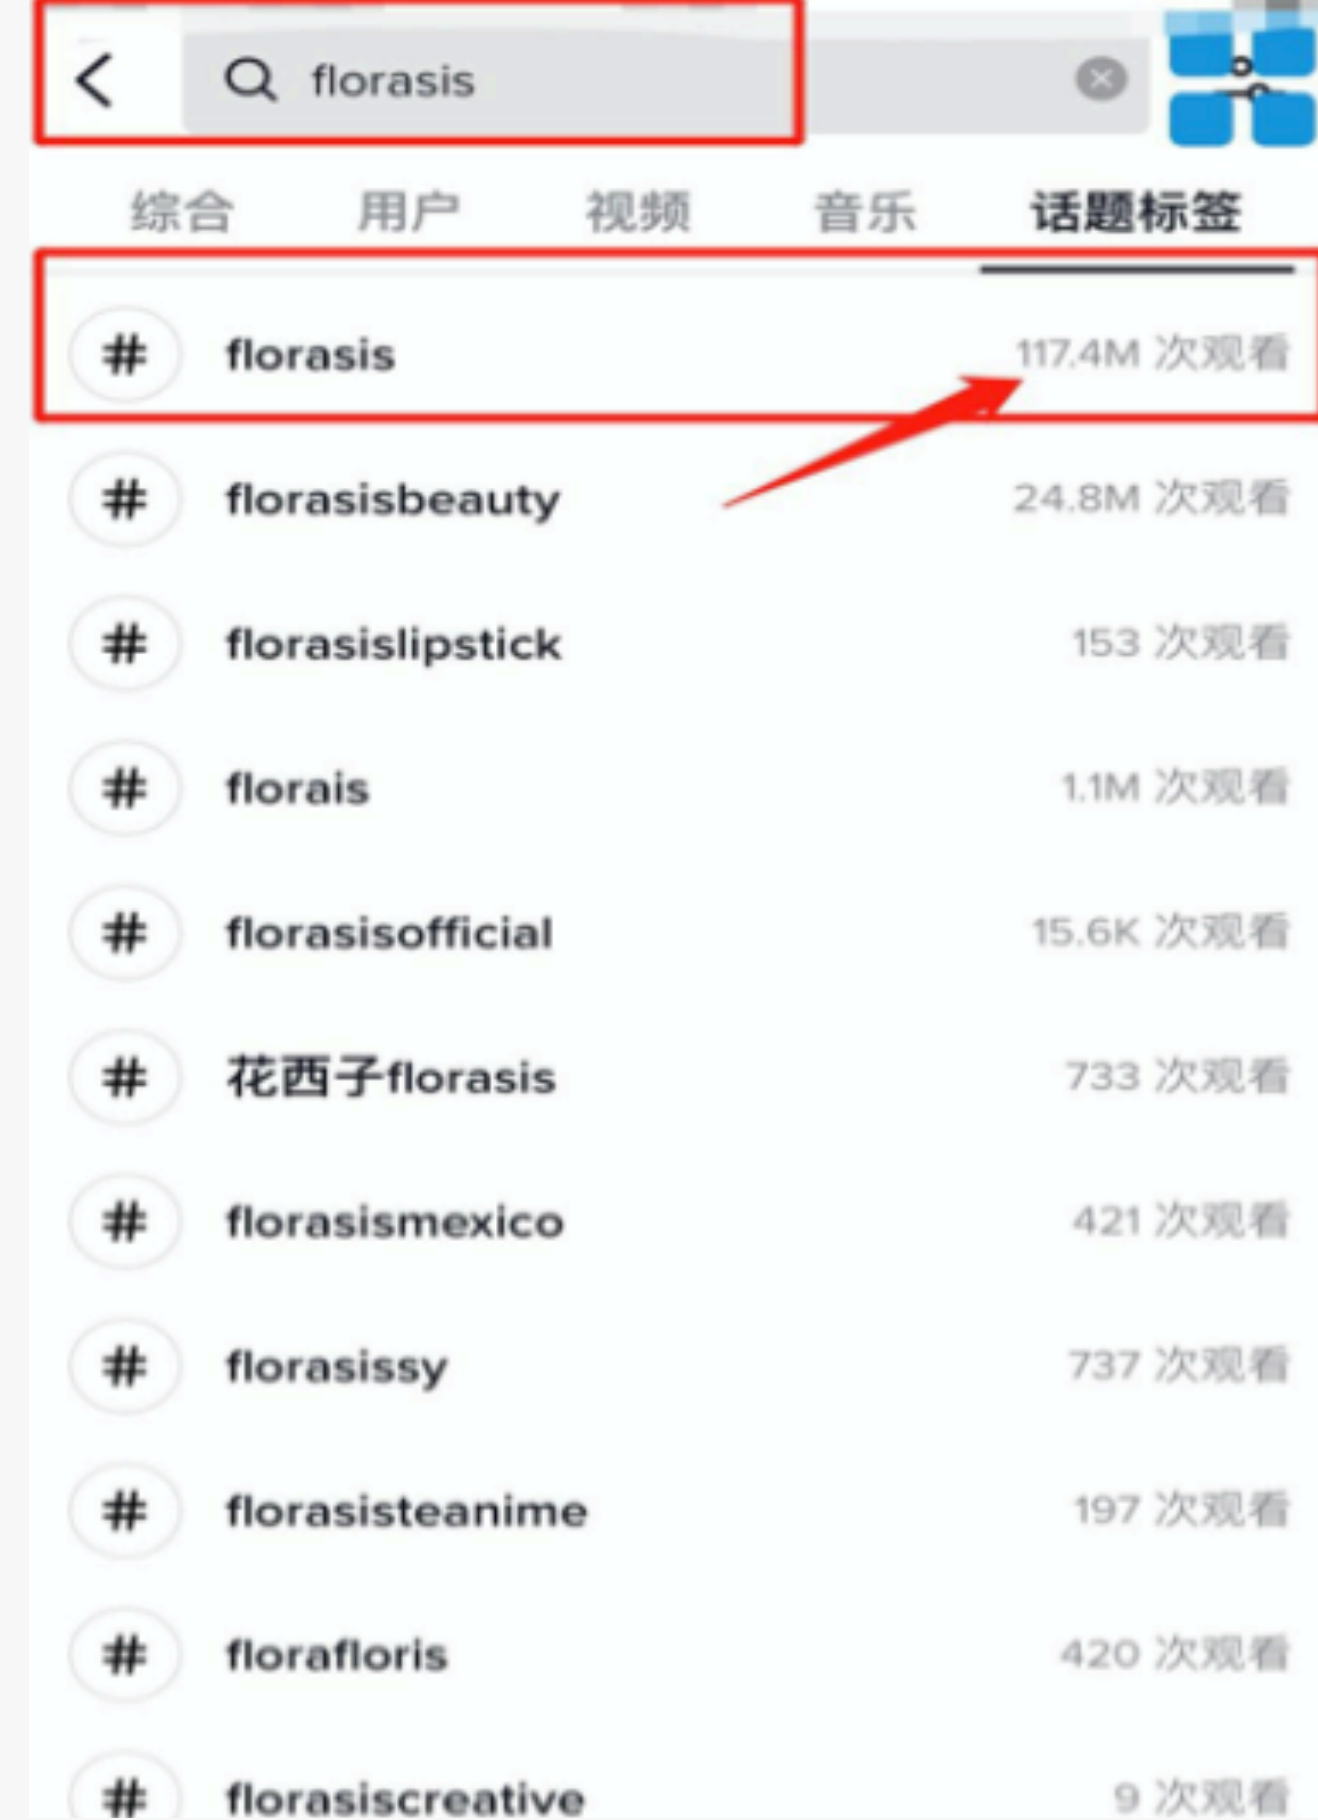 florasis
综合 用户 视频 音乐 话题标签
# florasis 117.4M 次观看
# florasisbeauty 24.8M 次观看
# florasislipstick 153 次观看
# florais 1.1M 次观看
# florasisofficial 15.6K 次观看
# 花西子florasis 733 次观看
# florasismexico 421 次观看
# florasissy 737 次观看
# florasisteanime 197 次观看
# florafloris 420 次观看
# florasiscreative 9 次观看